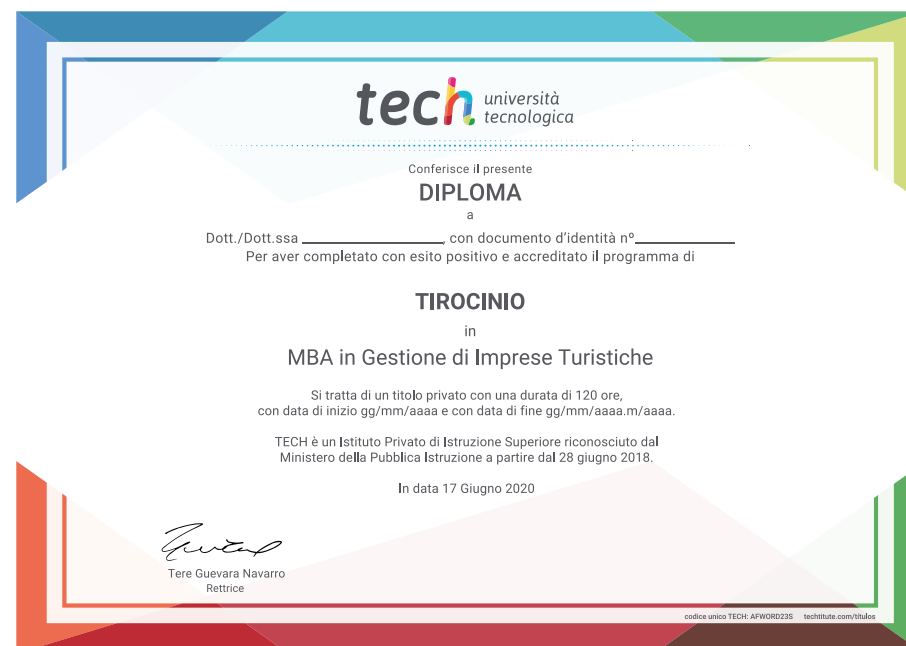 tech università
tecnologica
Conferisce il presente
DIPLOMA
a
Dott./Dott.ssa ____________________, con documento d'identità nº______________
Per aver completato con esito positivo e accreditato il programma di
TIROCINIO
in
MBA in Gestione di Imprese Turistiche
Si tratta di un titolo privato con una durata di 120 ore,
con data di inizio gg/mm/aaaa e con data di fine gg/mm/aaaa.m/aaaa.
TECH è un Istituto Privato di Istruzione Superiore riconosciuto dal
Ministero della Pubblica Istruzione a partire dal 28 giugno 2018.
In data 17 Giugno 2020
Tere Guevara Navarro
Rettrice
codice unico TECH: AFWORD23S techtitute.com/titulos